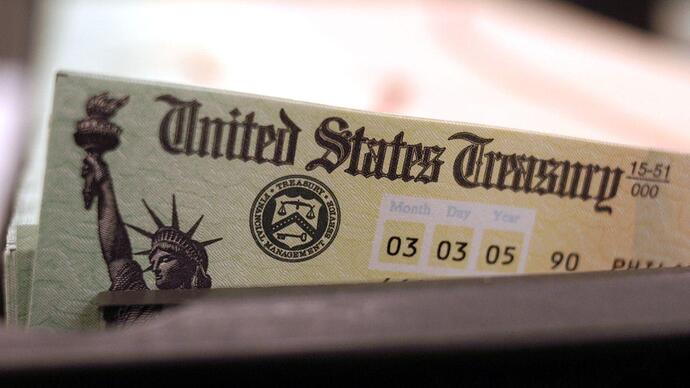 United States Treasury
15-51
000
TREASURY
FINANCIAL
MANAGEMENT
SERVICE
Month Day Year
03 03 05 90